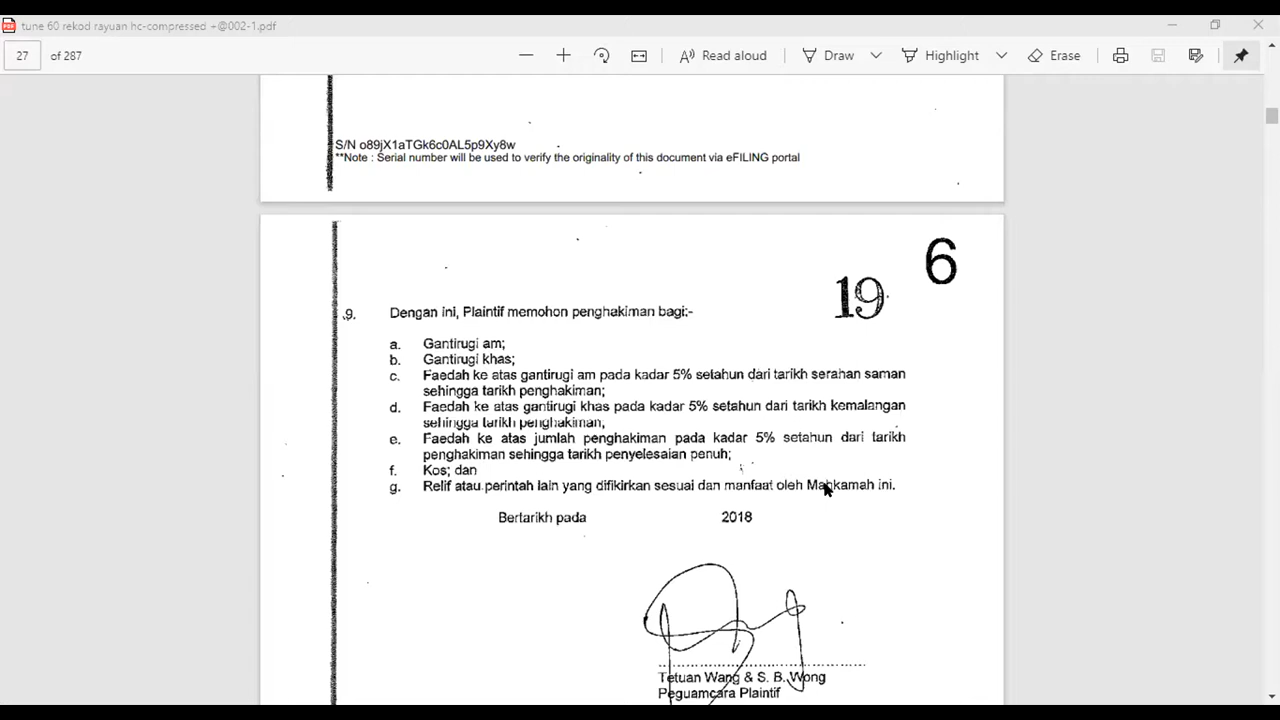 tune 60 rekod rayuan hc-compressed +@002-1.pdf
27 of 287
Read aloud Draw Highlight Erase
S/N o89jX1aTGk6c0AL5p9Xy8w
**Note : Serial number will be used to verify the originality of this document via eFILING portal
6
19
9. Dengan ini, Plaintif memohon penghakiman bagi:-
a. Gantirugi am;
b. Gantirugi khas;
c. Faedah ke atas gantirugi am pada kadar 5% setahun dari tarikh serahan saman
sehingga tarikh penghakiman;
d. Faedah ke atas gantirugi khas pada kadar 5% setahun dari tarikh kemalangan
sehingga tarikh penghakiman;
e. Faedah ke atas jumlah penghakiman pada kadar 5% setahun dari tarikh
penghakiman sehingga tarikh penyelesaian penuh;
f. Kos; dan
g. Relif atau perintah lain yang difikirkan sesuai dan manfaat oleh Mahkamah ini.
Bertarikh pada 2018
Tetuan Wang & S. B. Wong
Peguamcara Plaintif